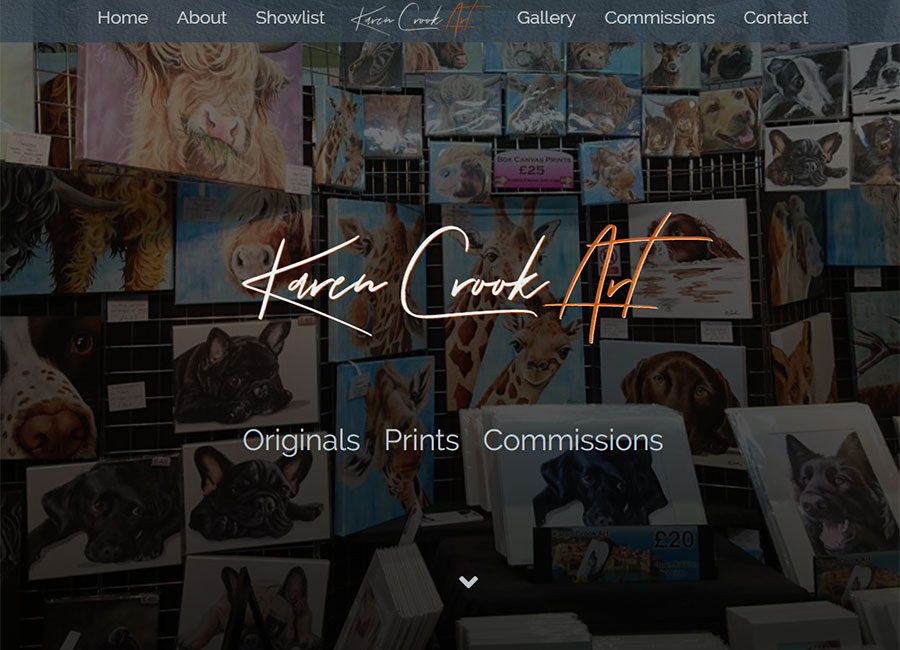 Home About Showlist Karen Crook Art Gallery Commissions Contact
BOX CANVAS PRINTS
£25
Karen Crook Art
Originals Prints Commissions
£20